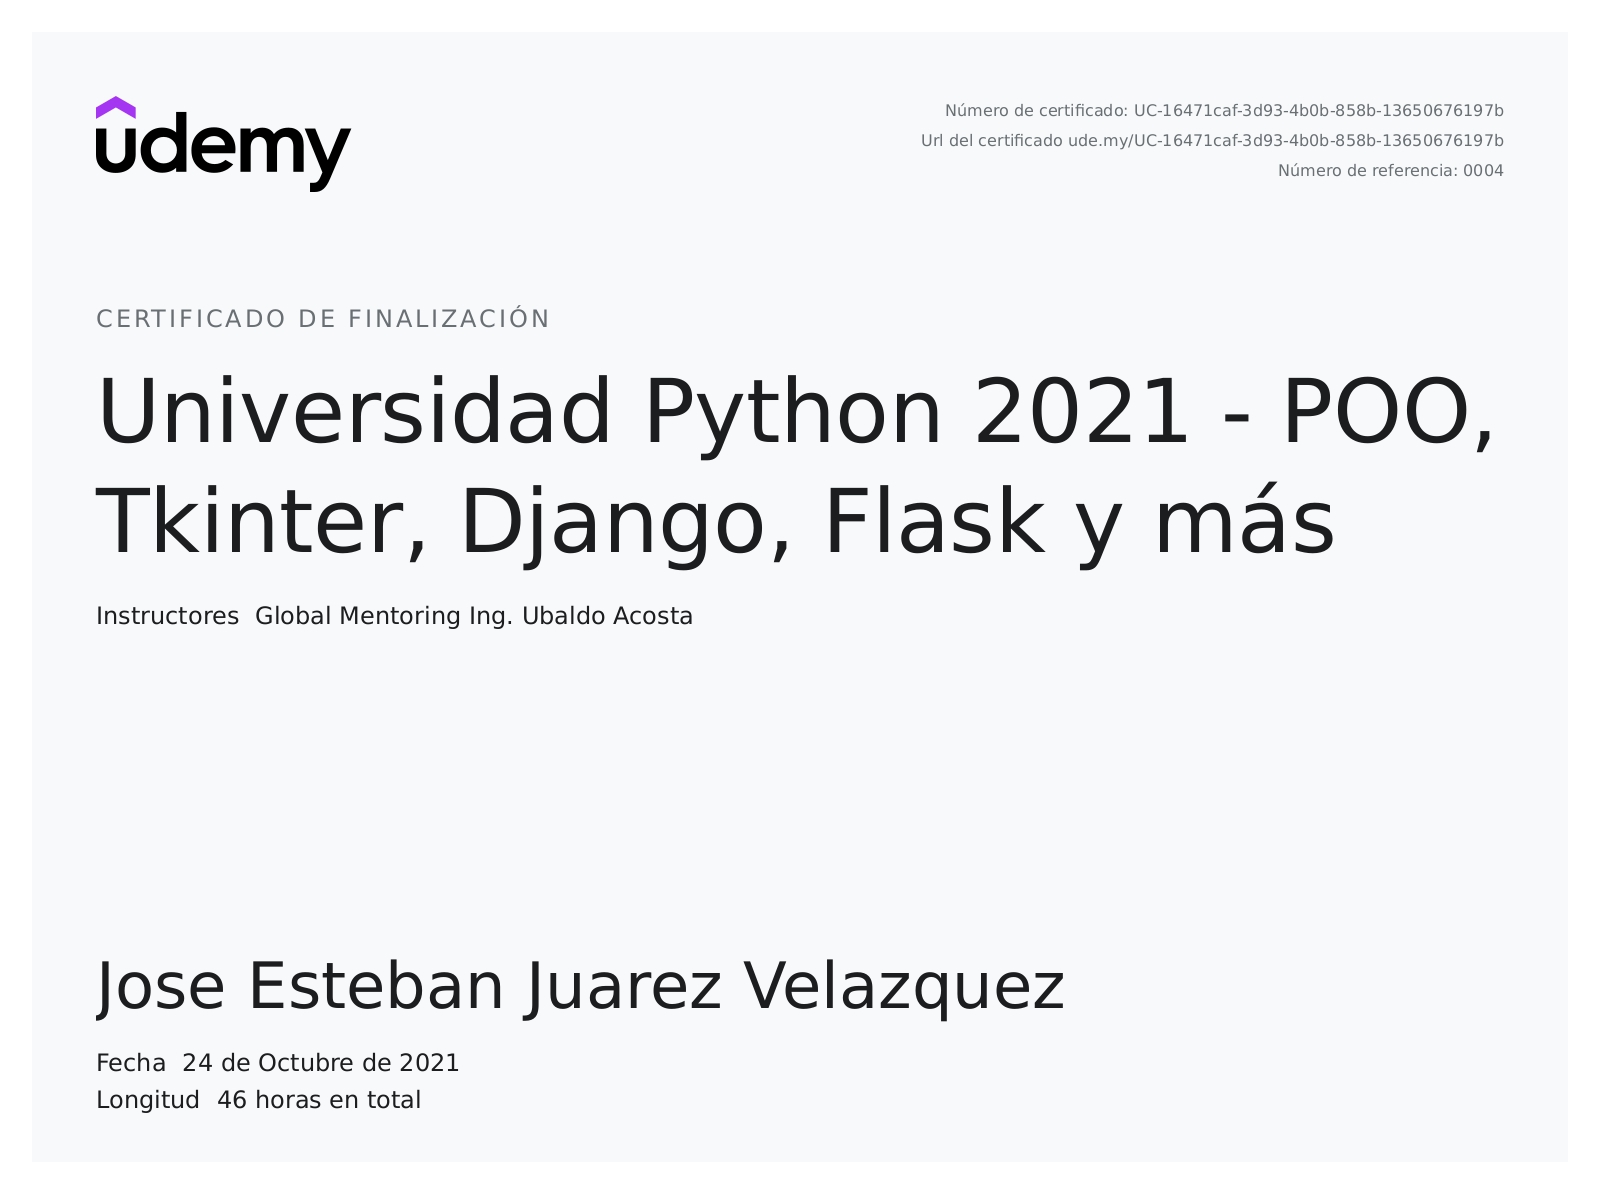 udemy
Número de certificado: UC-16471caf-3d93-4b0b-858b-13650676197b
Url del certificado ude.my/UC-16471caf-3d93-4b0b-858b-13650676197b
Número de referencia: 0004
CERTIFICADO DE FINALIZACIÓN
Universidad Python 2021 - POO,
Tkinter, Django, Flask y más
Instructores Global Mentoring Ing. Ubaldo Acosta
Jose Esteban Juarez Velazquez
Fecha 24 de Octubre de 2021
Longitud 46 horas en total